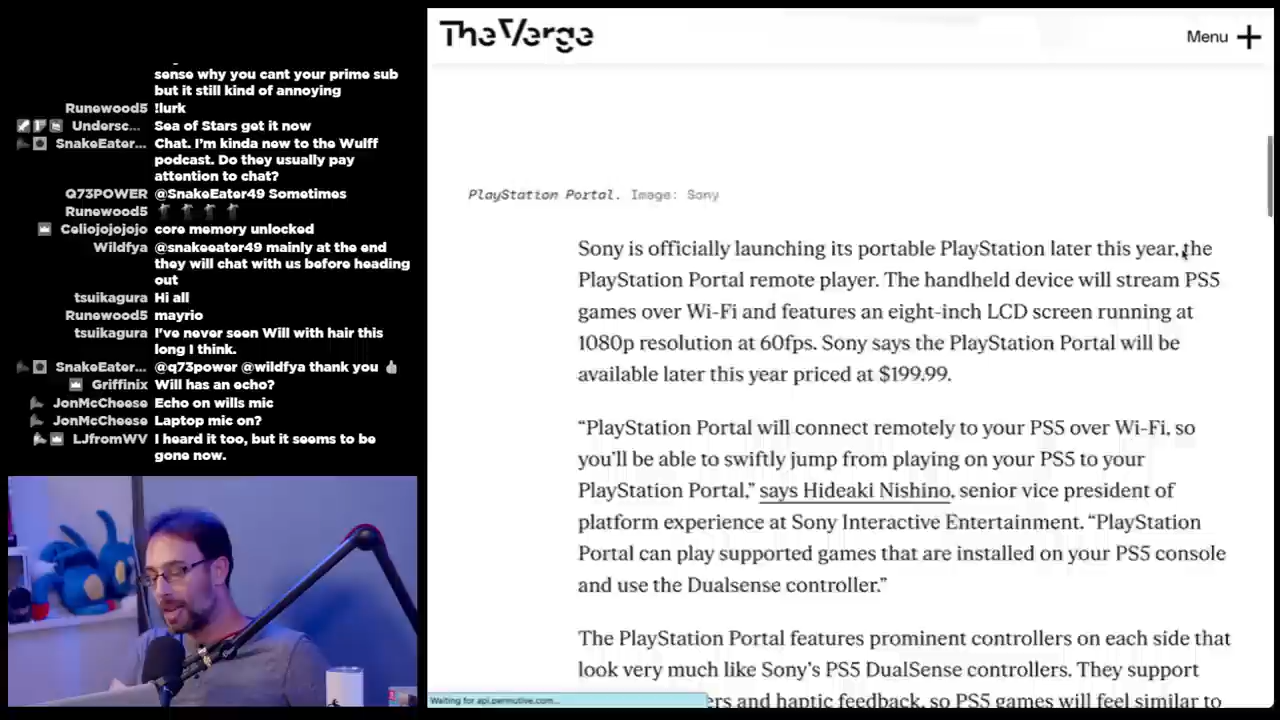 sense why you cant your prime sub
but it still kind of annoying
Runewood5 !lurk
Undersc... Sea of Stars get it now
SnakeEater... Chat. I'm kinda new to the Wulff
podcast. Do they usually pay
attention to chat?
Q73POWER @SnakeEater49 Sometimes
Runewood5
Celiojojojojo core memory unlocked
Wildfya @snakeeater49 mainly at the end
they will chat with us before heading
out
tsuikagura Hi all
Runewood5 mayrio
tsuikagura I've never seen Will with hair this
long I think.
SnakeEater... @q73power @wildfya thank you 👍
Griffinix Will has an echo?
JonMcCheese Echo on wills mic
JonMcCheese Laptop mic on?
LJfromWV I heard it too, but it seems to be
gone now.
The Verge
Menu
PlayStation Portal. Image: Sony
Sony is officially launching its portable PlayStation later this year, the
PlayStation Portal remote player. The handheld device will stream PS5
games over Wi-Fi and features an eight-inch LCD screen running at
1080p resolution at 60fps. Sony says the PlayStation Portal will be
available later this year priced at $199.99.
“PlayStation Portal will connect remotely to your PS5 over Wi-Fi, so
you’ll be able to swiftly jump from playing on your PS5 to your
PlayStation Portal,” says Hideaki Nishino, senior vice president of
platform experience at Sony Interactive Entertainment. “PlayStation
Portal can play supported games that are installed on your PS5 console
and use the Dualsense controller.”
The PlayStation Portal features prominent controllers on each side that
look very much like Sony’s PS5 DualSense controllers. They support
and haptic feedback, so PS5 games will feel similar to
Waiting for api.permutive.com...